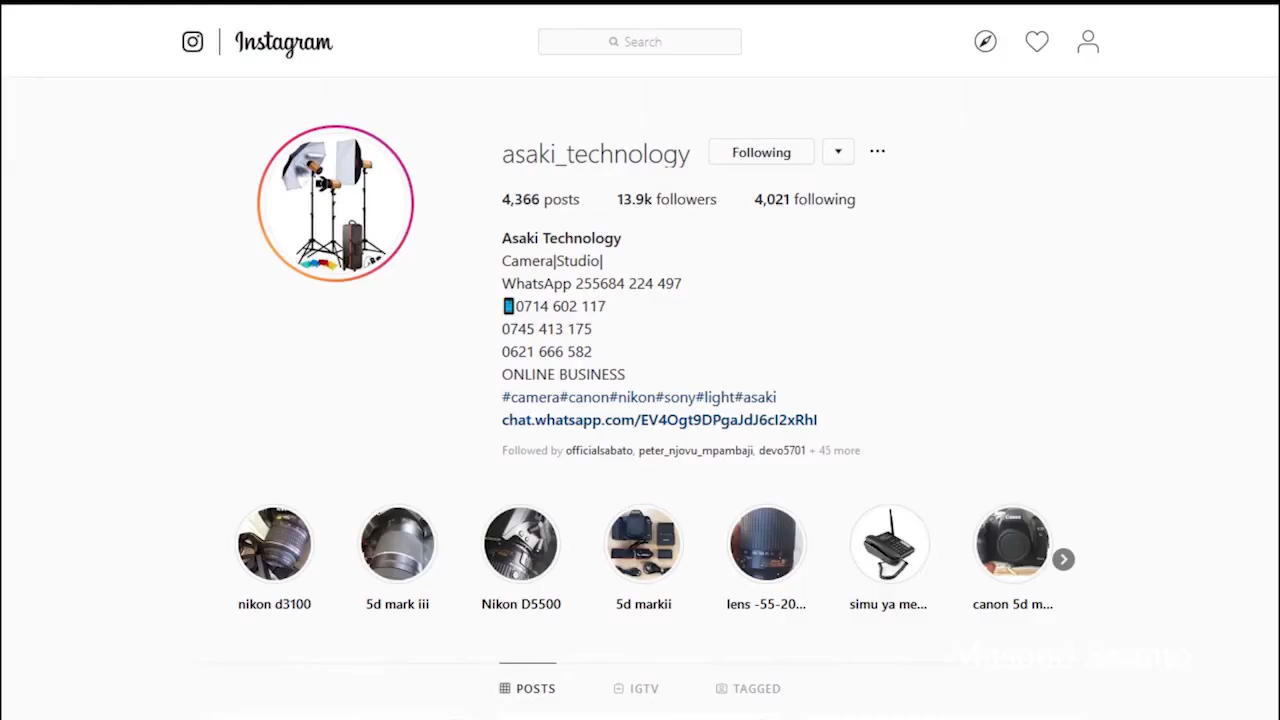 Instagram
Search
asaki_technology Following
4,366 posts 13.9k followers 4,021 following
Asaki Technology
Camera|Studio|
WhatsApp 255684 224 497
0714 602 117
0745 413 175
0621 666 582
ONLINE BUSINESS
#camera#canon#nikon#sony#light#asaki
chat.whatsapp.com/EV4Ogt9DPgaJdJ6cI2xRhI
Followed by officialsabato, peter_njovu_mpambaji, devo5701 + 45 more
nikon d3100 5d mark iii Nikon D5500 5d markii lens -55-20... simu ya me... canon 5d m...
POSTS IGTV TAGGED